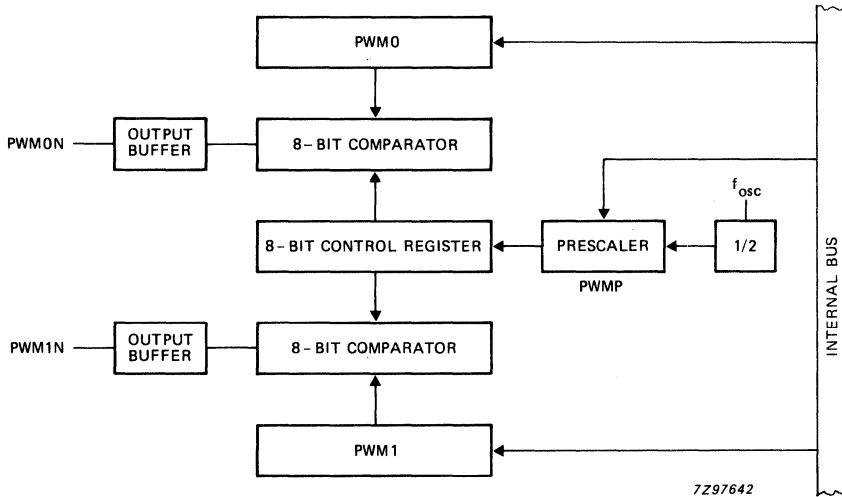 PWM0
PWM0N
OUTPUT
BUFFER
8-BIT COMPARATOR
fosc
8-BIT CONTROL REGISTER
PRESCALER
1/2
PWMP
INTERNAL BUS
PWM1N
OUTPUT
BUFFER
8-BIT COMPARATOR
PWM1
7Z97642